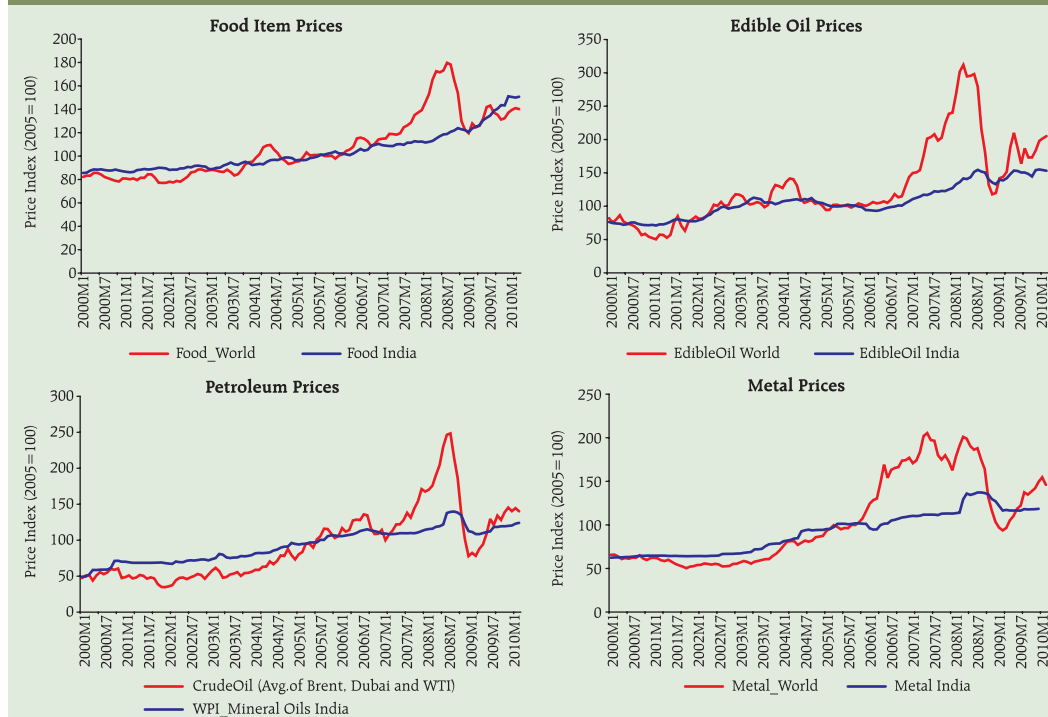 Food Item Prices
Price Index (2005=100)
200
180
160
140
120
100
80
60
40
20
0
2000M1
2000M7
2001M1
2001M7
2002M1
2002M7
2003M1
2003M7
2004M1
2004M7
2005M1
2005M7
2006M1
2006M7
2007M1
2007M7
2008M1
2008M7
2009M1
2009M7
2010M1
Food_World Food India
Edible Oil Prices
Price Index (2005=100)
350
300
250
200
150
100
50
0
2000M1
2000M7
2001M1
2001M7
2002M1
2002M7
2003M1
2003M7
2004M1
2004M7
2005M1
2005M7
2006M1
2006M7
2007M1
2007M7
2008M1
2008M7
2009M1
2009M7
2010M1
EdibleOil World EdibleOil India
Petroleum Prices
Price Index (2005=100)
300
250
200
150
100
50
0
2000M1
2000M7
2001M1
2001M7
2002M1
2002M7
2003M1
2003M7
2004M1
2004M7
2005M1
2005M7
2006M1
2006M7
2007M1
2007M7
2008M1
2008M7
2009M1
2009M7
2010M1
CrudeOil (Avg.of Brent, Dubai and WTI)
WPI_Mineral Oils India
Metal Prices
Price Index (2005=100)
250
200
150
100
50
0
2000M1
2000M7
2001M1
2001M7
2002M1
2002M7
2003M1
2003M7
2004M1
2004M7
2005M1
2005M7
2006M1
2006M7
2007M1
2007M7
2008M1
2008M7
2009M1
2009M7
2010M1
Metal_World Metal India